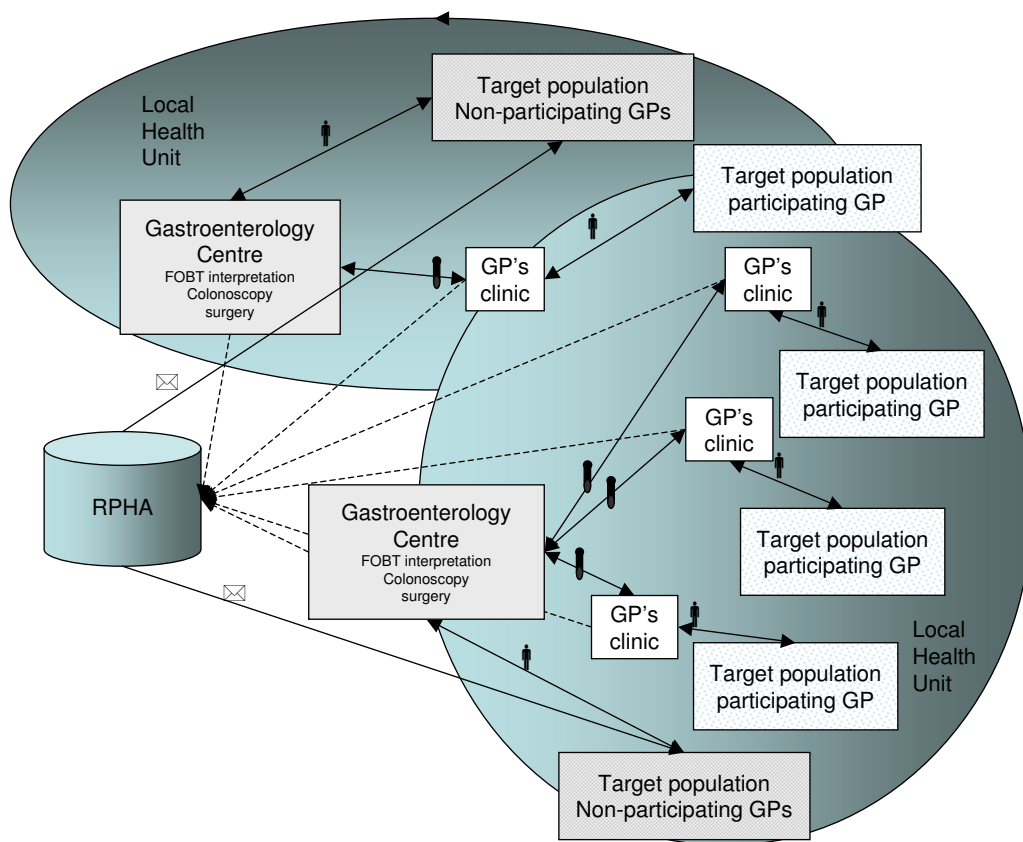 Target population
Non-participating GPs
Local
Health
Unit
Target population
participating GP
Gastroenterology
Centre
FOBT interpretation
Colonoscopy
surgery
GP's
clinic
GP's
clinic
Target population
participating GP
GP's
clinic
RPHA
Gastroenterology
Centre
FOBT interpretation
Colonoscopy
surgery
Target population
participating GP
GP's
clinic
Local
Health
Unit
Target population
participating GP
Target population
Non-participating GPs